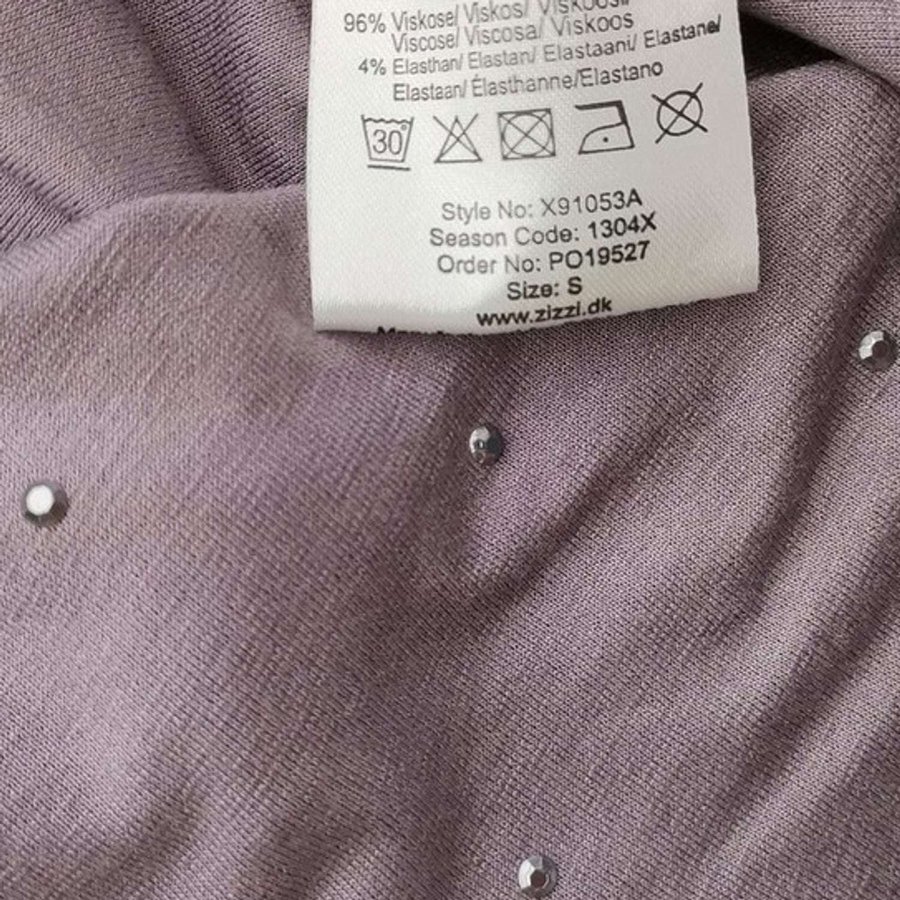 96% Viskose/ Viskos/ Viskoos/
Viscose/ Viscosa/ Viskoos
4% Elasthan/ Elastan/ Elastaani/ Elastane/
Elastaan/ Élasthanne/Elastano
30°
Style No: X91053A
Season Code: 1304X
Order No: PO19527
Size: S
www.zizzi.dk